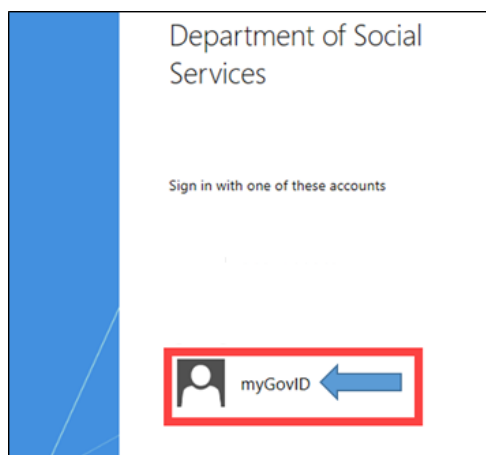 Department of Social
Services
Sign in with one of these accounts
myGovID